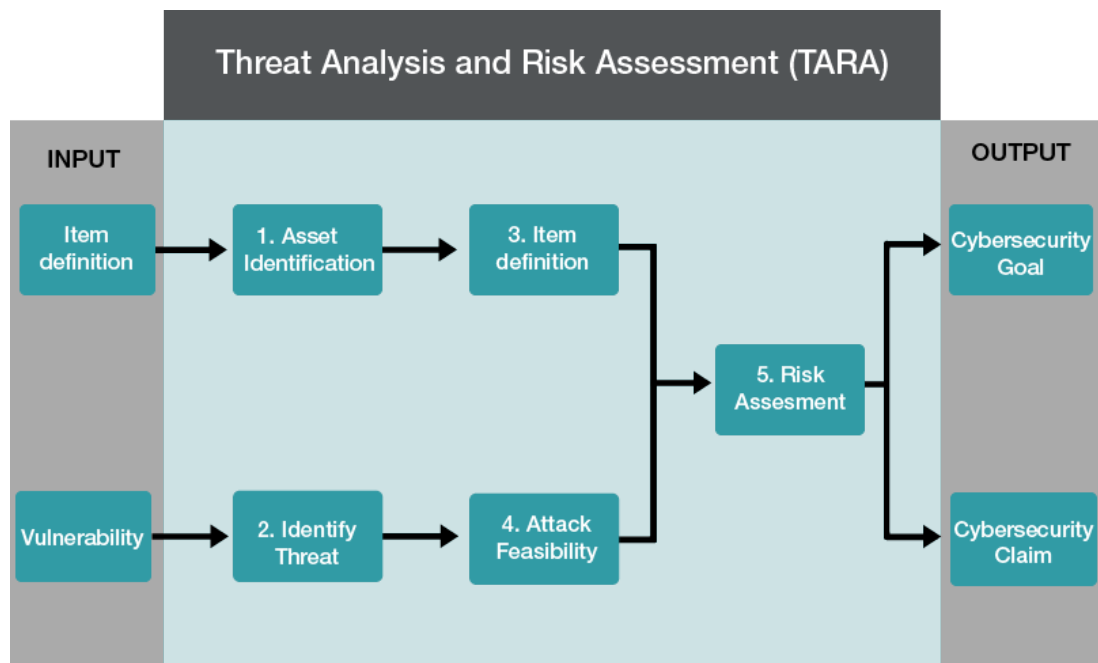 Threat Analysis and Risk Assessment (TARA)
INPUT
OUTPUT
Item
definition
1. Asset
Identification
3. Item
definition
Cybersecurity
Goal
5. Risk
Assesment
Vulnerability
2. Identify
Threat
4. Attack
Feasibility
Cybersecurity
Claim